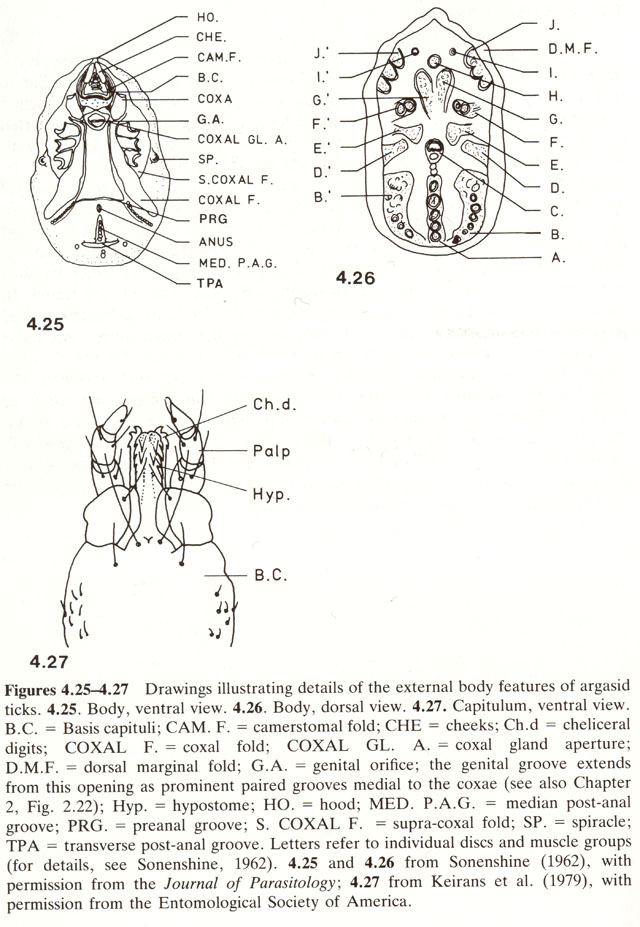 HO.
CHE.
CAM.F.
B.C.
COXA
G.A.
COXAL GL. A.
SP.
S.COXAL F.
COXAL F.
PRG
ANUS
MED. P.A.G.
TPA
4.25
J.'
I.'
G.'
F.'
E.'
D.'
B.'
J.
D.M.F.
I.
H.
G.
F.
E.
D.
C.
B.
A.
4.26
Ch.d.
Palp
Hyp.
B.C.
4.27
Figures 4.25–4.27 Drawings illustrating details of the external body features of argasid
ticks. 4.25. Body, ventral view. 4.26. Body, dorsal view. 4.27. Capitulum, ventral view.
B.C. = Basis capituli; CAM. F. = camerstomal fold; CHE = cheeks; Ch.d = cheliceral
digits; COXAL F. = coxal fold; COXAL GL. A. = coxal gland aperture;
D.M.F. = dorsal marginal fold; G.A. = genital orifice; the genital groove extends
from this opening as prominent paired grooves medial to the coxae (see also Chapter
2, Fig. 2.22); Hyp. = hypostome; HO. = hood; MED. P.A.G. = median post-anal
groove; PRG. = preanal groove; S. COXAL F. = supra-coxal fold; SP. = spiracle;
TPA = transverse post-anal groove. Letters refer to individual discs and muscle groups
(for details, see Sonenshine, 1962). 4.25 and 4.26 from Sonenshine (1962), with
permission from the Journal of Parasitology; 4.27 from Keirans et al. (1979), with
permission from the Entomological Society of America.